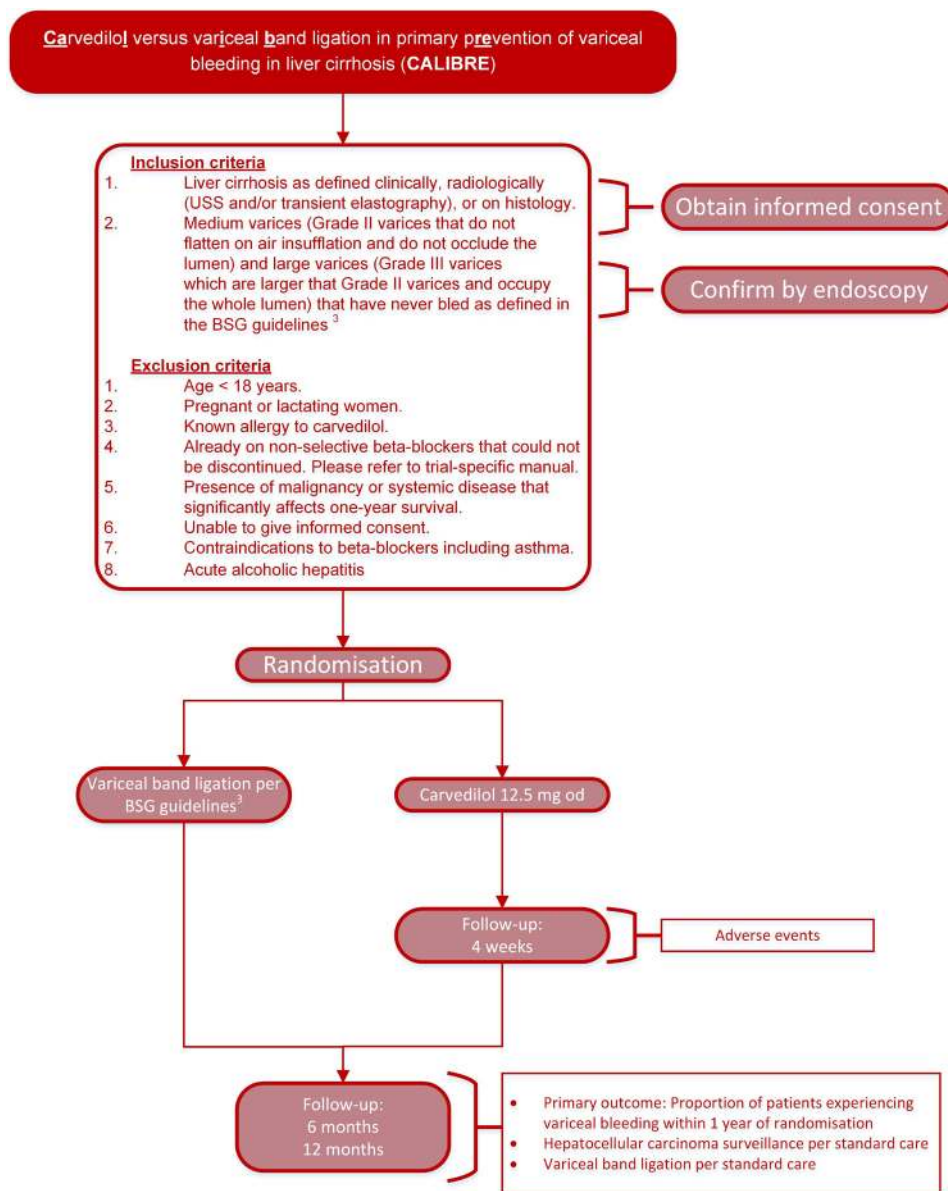 Carvedilol versus variceal band ligation in primary prevention of variceal
bleeding in liver cirrhosis (CALIBRE)
Inclusion criteria
1. Liver cirrhosis as defined clinically, radiologically
(USS and/or transient elastography), or on histology.
2. Medium varices (Grade II varices that do not
flatten on air insufflation and do not occlude the
lumen) and large varices (Grade III varices
which are larger that Grade II varices and occupy
the whole lumen) that have never bled as defined in
the BSG guidelines 3
Obtain informed consent
Confirm by endoscopy
Exclusion criteria
1. Age < 18 years.
2. Pregnant or lactating women.
3. Known allergy to carvedilol.
4. Already on non-selective beta-blockers that could not
be discontinued. Please refer to trial-specific manual.
5. Presence of malignancy or systemic disease that
significantly affects one-year survival.
6. Unable to give informed consent.
7. Contraindications to beta-blockers including asthma.
8. Acute alcoholic hepatitis
Randomisation
Variceal band ligation per
BSG guidelines3
Carvedilol 12.5 mg od
Follow-up:
4 weeks
Adverse events
Follow-up:
6 months
12 months
• Primary outcome: Proportion of patients experiencing
variceal bleeding within 1 year of randomisation
• Hepatocellular carcinoma surveillance per standard care
• Variceal band ligation per standard care